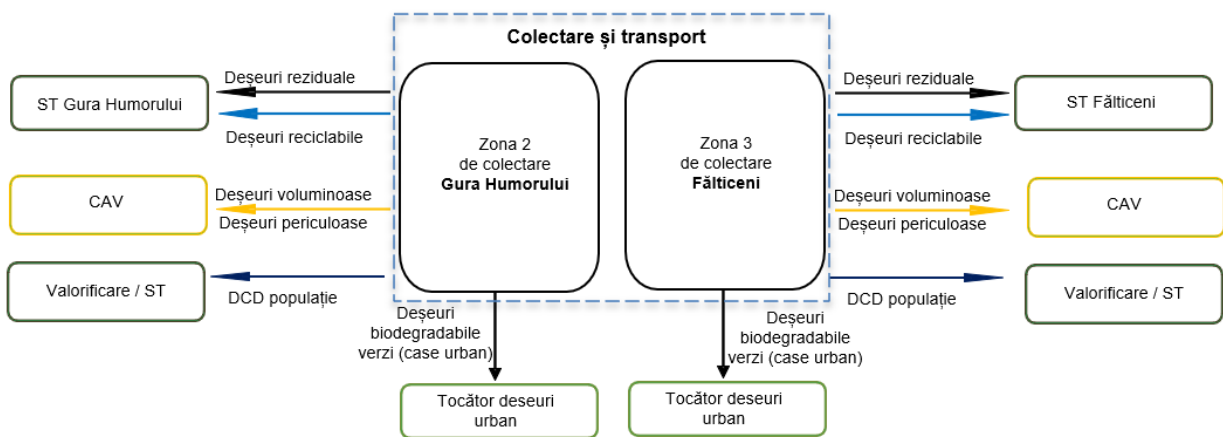 Colectare și transport
Deșeuri reziduale
ST Gura Humorului
Deșeuri reciclabile
Deșeuri voluminoase
CAV
Deșeuri periculoase
Valorificare / ST
DCD populație
Zona 2
de colectare
Gura Humorului
Zona 3
de colectare
Fălticeni
Deșeuri reziduale
ST Fălticeni
Deșeuri reciclabile
Deșeuri voluminoase
CAV
Deșeuri periculoase
Valorificare / ST
DCD populație
Deșeuri
biodegradabile
verzi (case urban)
Deșeuri
biodegradabile
verzi (case urban)
Tocător deseuri
urban
Tocător deseuri
urban